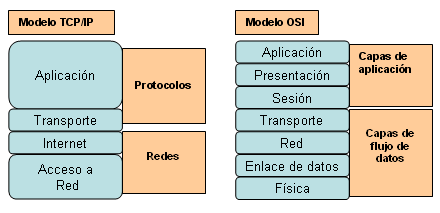 Modelo TCP/IP
Aplicación
Transporte
Internet
Acceso a
Red
Protocolos
Redes
Modelo OSI
Aplicación
Presentación
Sesión
Transporte
Red
Enlace de datos
Física
Capas de
aplicación
Capas de
flujo de
datos